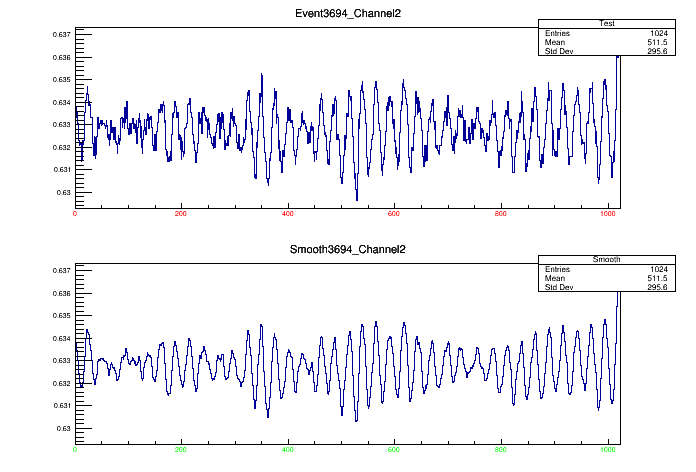 Event3694_Channel2
Test
Entries 1024
Mean 511.5
Std Dev 295.6
0.637
0.636
0.635
0.634
0.633
0.632
0.631
0.63
0 200 400 600 800 1000
Smooth3694_Channel2
Smooth
Entries 1024
Mean 511.5
Std Dev 295.6
0.637
0.636
0.635
0.634
0.633
0.632
0.631
0.63
0 200 400 600 800 1000